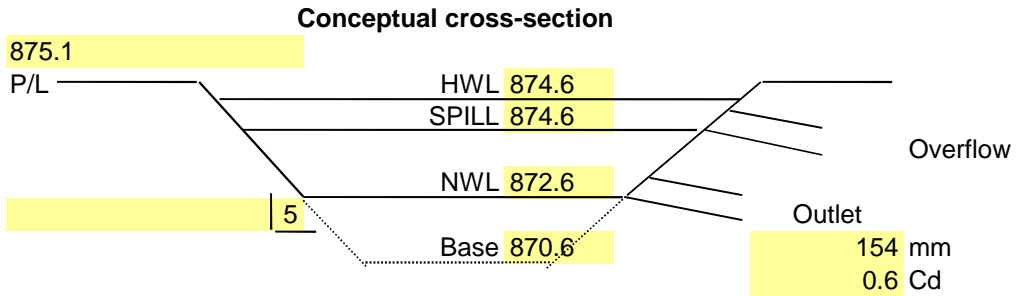 Conceptual cross-section
875.1
P/L
HWL 874.6
SPILL 874.6
Overflow
NWL 872.6
5
Outlet
Base 870.6
154 mm
0.6 Cd